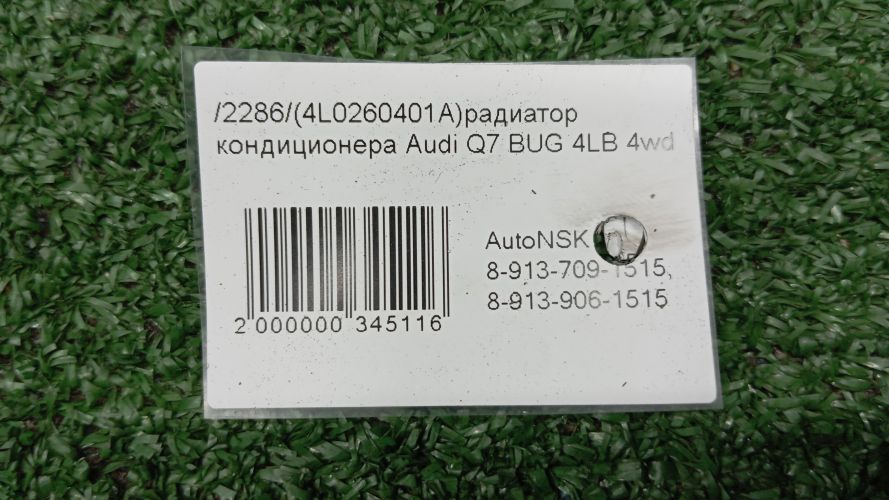 /2286/(4L0260401A)радиатор
кондиционера Audi Q7 BUG 4LB 4wd
AutoNSK
8-913-709-1515,
8-913-906-1515
2 000000 345116